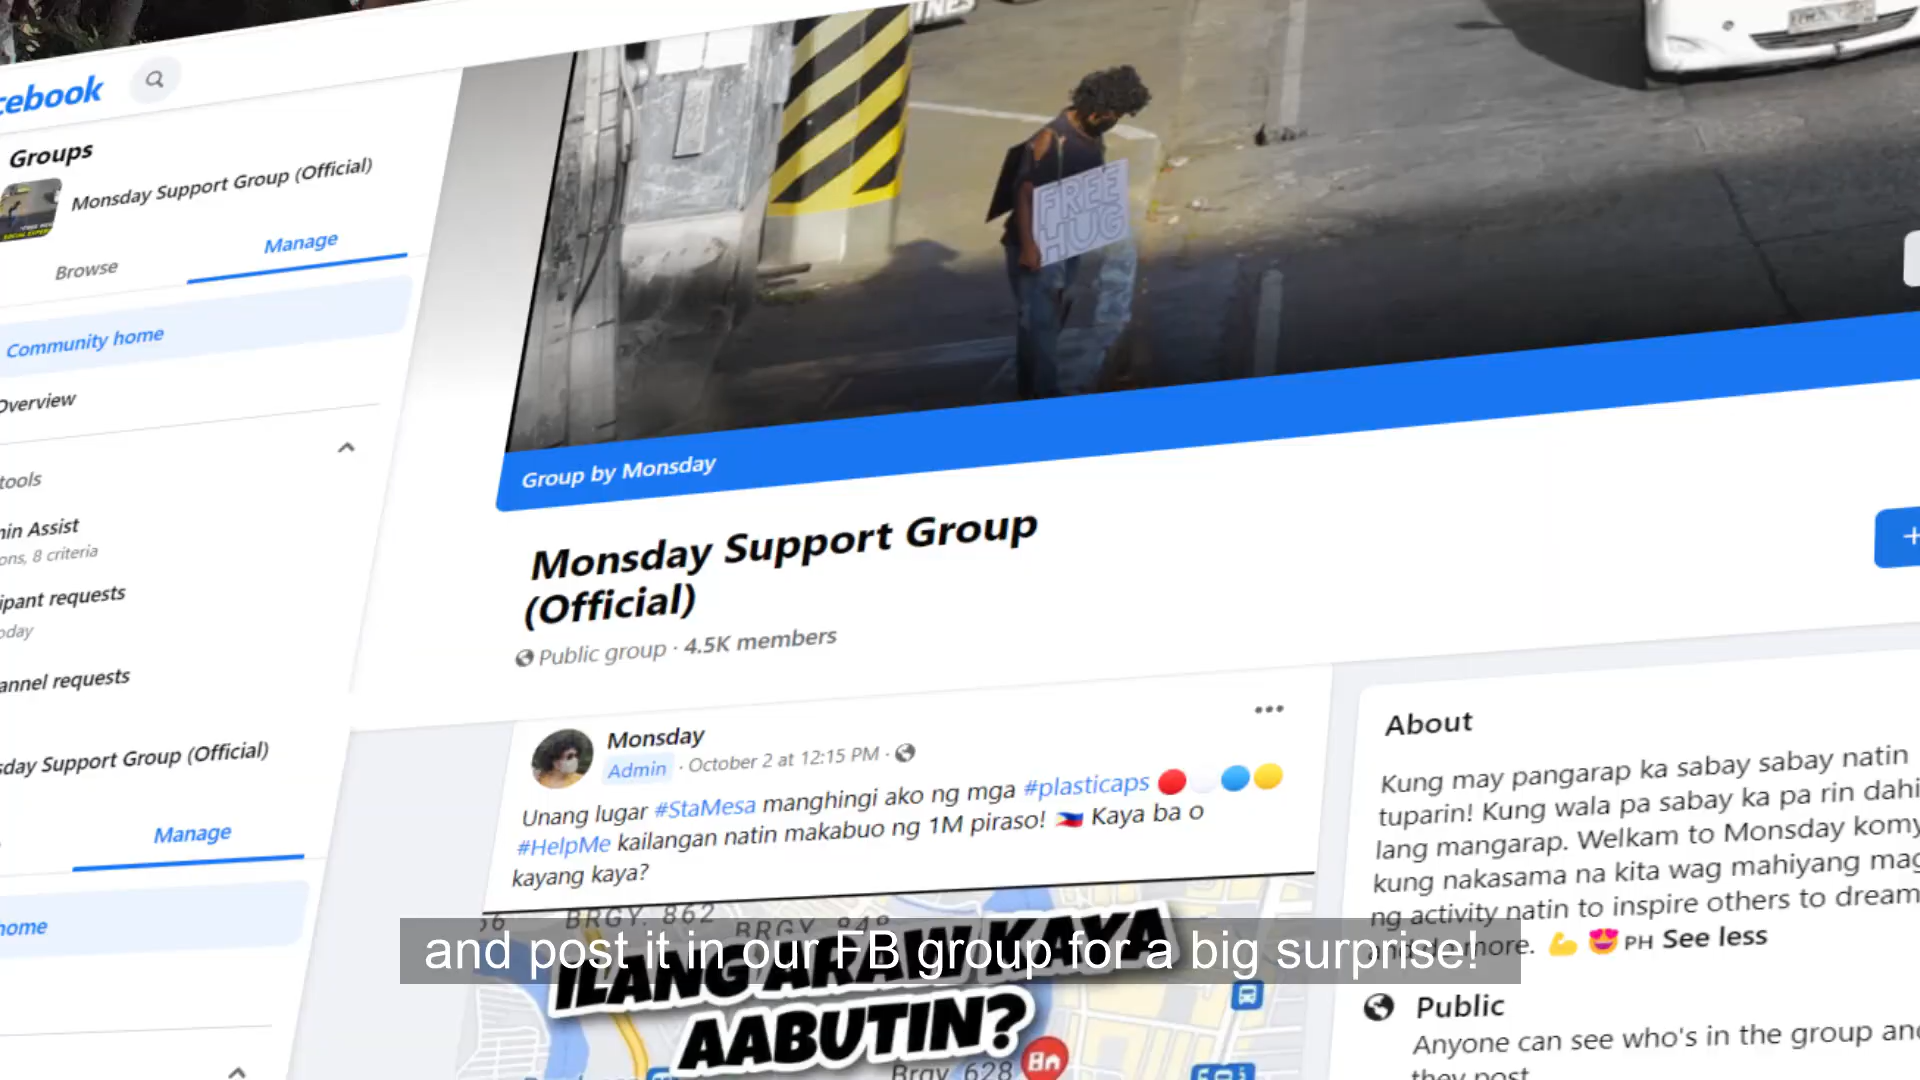 cebook
Groups
Monsday Support Group (Official)
Browse
Manage
Community home
Overview
tools
min Assist
ons, 8 criteria
ipant requests
oday
annel requests
sday Support Group (Official)
Manage
home
FREE
HUG
Group by Monsday
Monsday Support Group
(Official)
Public group · 4.5K members
Monsday
Admin · October 2 at 12:15 PM ·
Unang lugar #StaMesa manghingi ako ng mga #plasticaps 🔴⚪🔵🟡
#HelpMe kailangan natin makabuo ng 1M piraso! 🇵🇭 Kaya ba o
kayang kaya?
BRGY. 862
ILANG ARAW KAYA
AABUTIN?
Brgy 628
About
Kung may pangarap ka sabay sabay natin
tuparin! Kung wala pa sabay ka pa rin dahi
lang mangarap. Welkam to Monsday komy
kung nakasama na kita wag mahiyang mag
ng activity natin to inspire others to dream
more. 💪 😍 PH See less
Public
Anyone can see who's in the group and
they post.
and post it in our FB group for a big surprise!